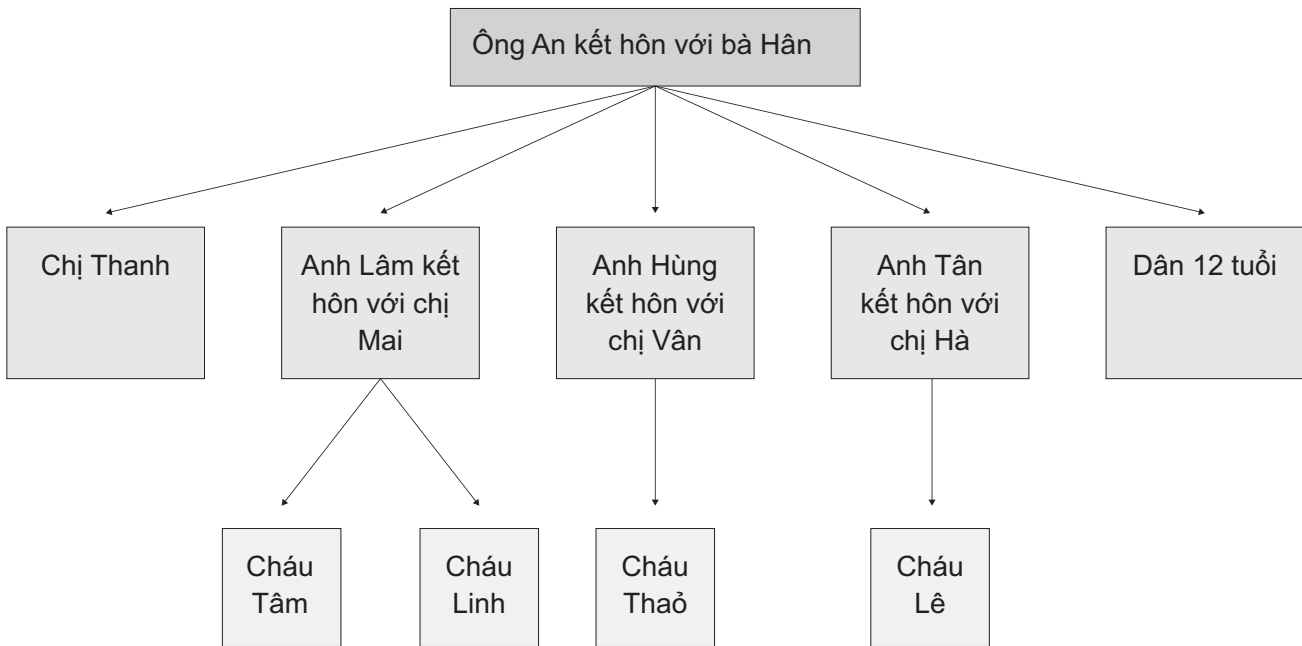 Ông An kết hôn với bà Hân
Chị Thanh
Anh Lâm kết
hôn với chị
Mai
Anh Hùng
kết hôn với
chị Vân
Anh Tân
kết hôn với
chị Hà
Dân 12 tuổi
Cháu
Tâm
Cháu
Linh
Cháu
Thaỏ
Cháu
Lê